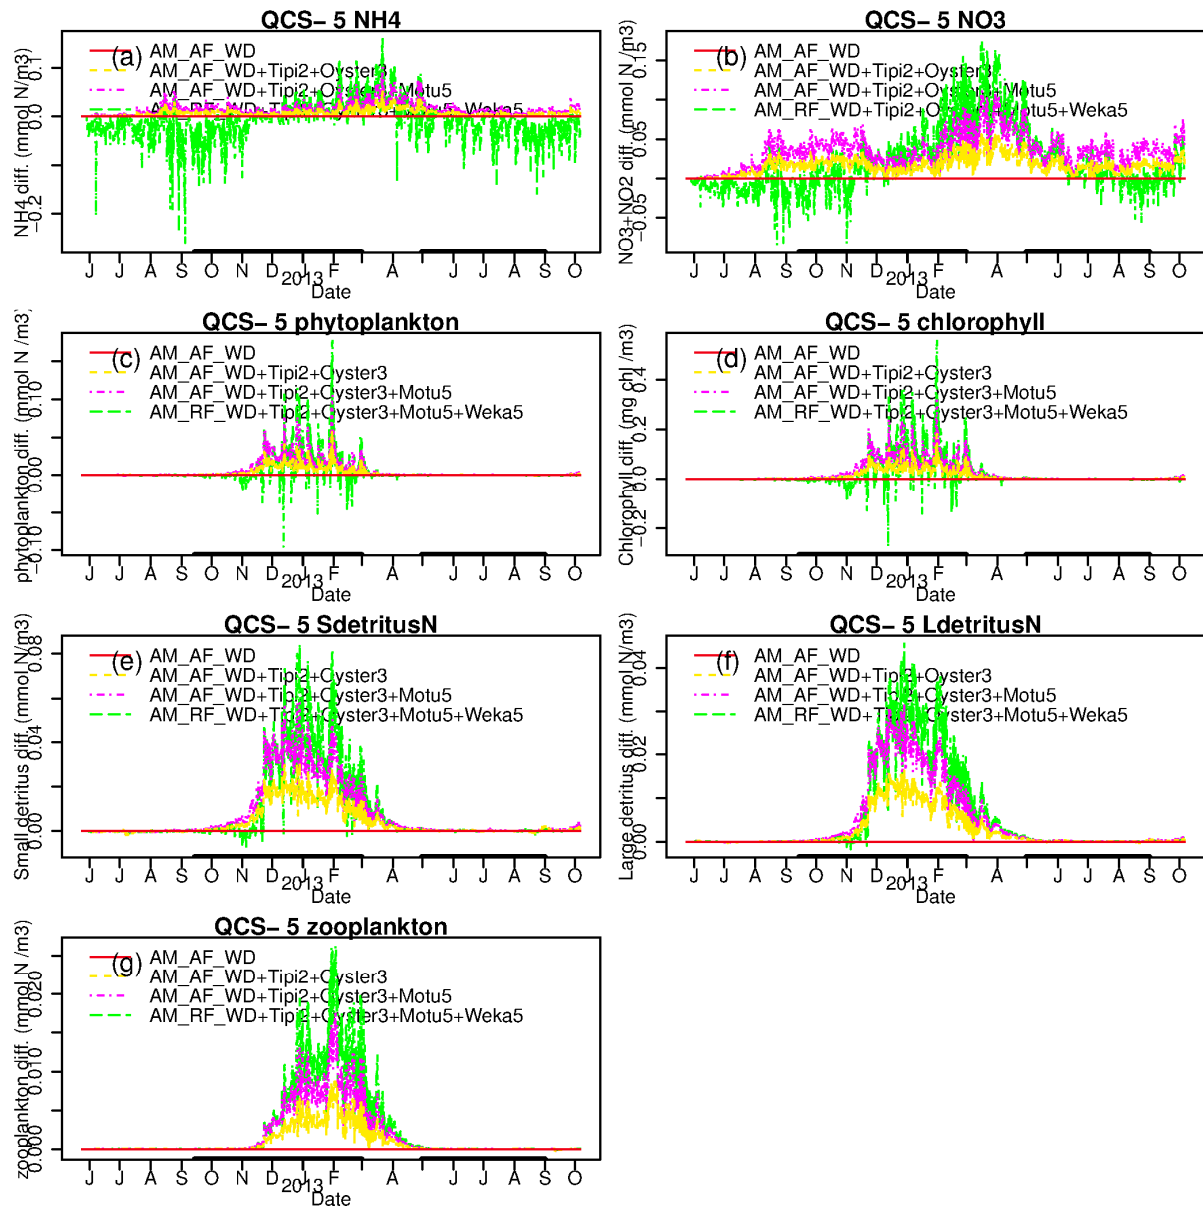 QCS− 5 NH4
NH4 diff. (mmol N/m3)
0.1
0.0
−0.2
(a)
AM_AF_WD
AM_AF_WD+Tipi2+Oyster3
AM_AF_WD+Tipi2+Oyster3+Motu5
AM_RF_WD+Tipi2+Oyster3+Motu5+Weka5
J J A O N D F A J J A S O
2013
Date
QCS− 5 NO3
NO3+NO2 diff. (mmol N/m3)
0.15
0.05
−0.05
(b)
AM_AF_WD
AM_AF_WD+Tipi2+Oyster3
AM_AF_WD+Tipi2+Oyster3+Motu5
AM_RF_WD+Tipi2+Oyster3+Motu5+Weka5
J J A S O N D F A J J A S O
2013
Date
QCS− 5 phytoplankton
phytoplankton diff. (mmol N /m3)
0.10
0.00
−0.10
(c)
AM_AF_WD
AM_AF_WD+Tipi2+Oyster3
AM_AF_WD+Tipi2+Oyster3+Motu5
AM_RF_WD+Tipi2+Oyster3+Motu5+Weka5
J J A S O N D F A J J A S O
2013
Date
QCS− 5 chlorophyll
Chlorophyll diff. (mg chl /m3)
0.4
0.2
0.0
−0.2
(d)
AM_AF_WD
AM_AF_WD+Tipi2+Oyster3
AM_AF_WD+Tipi2+Oyster3+Motu5
AM_RF_WD+Tipi2+Oyster3+Motu5+Weka5
J J A S O N D F A J J A S O
2013
Date
QCS− 5 SdetritusN
Small detritus diff. (mmol N/m3)
0.08
0.04
0.00
(e)
AM_AF_WD
AM_AF_WD+Tipi2+Oyster3
AM_AF_WD+Tipi2+Oyster3+Motu5
AM_RF_WD+Tipi2+Oyster3+Motu5+Weka5
J J A S O N D F A J J A S O
2013
Date
QCS− 5 LdetritusN
Large detritus diff. (mmol N/m3)
0.04
0.02
0.00
(f)
AM_AF_WD
AM_AF_WD+Tipi2+Oyster3
AM_AF_WD+Tipi2+Oyster3+Motu5
AM_RF_WD+Tipi2+Oyster3+Motu5+Weka5
J J A S O N D F A J J A S O
2013
Date
QCS− 5 zooplankton
zooplankton diff. (mmol N /m3)
0.020
0.010
0.000
(g)
AM_AF_WD
AM_AF_WD+Tipi2+Oyster3
AM_AF_WD+Tipi2+Oyster3+Motu5
AM_RF_WD+Tipi2+Oyster3+Motu5+Weka5
J J A S O N D F A J J A S O
2013
Date